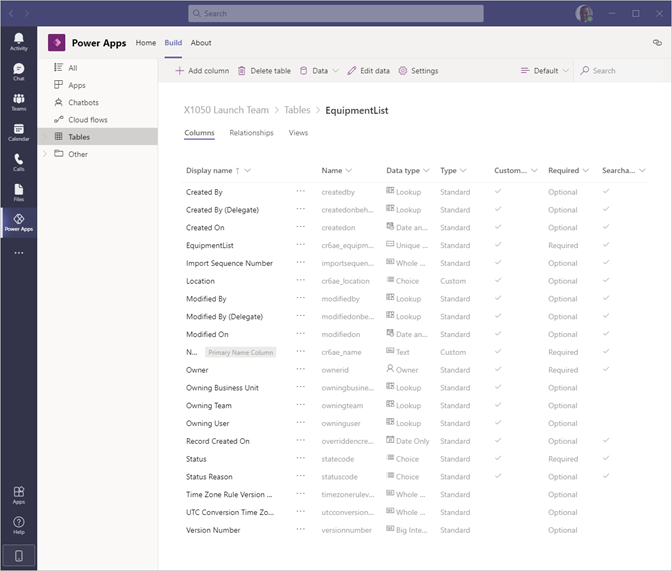 Search
Activity
Chat
Teams
Calendar
Calls
Files
Power Apps
Apps
Help
Power Apps Home Build About
All
Apps
Chatbots
Cloud flows
Tables
Other
Add column Delete table Data Edit data Settings Default Search
X1050 Launch Team > Tables > EquipmentList
Columns Relationships Views
Display name ↑ Name Data type Type Custom... Required Searcha...
Created By ... createdby Lookup Standard Optional
Created By (Delegate) ... createdonbeh... Lookup Standard Optional
Created On ... createdon Date an... Standard Optional
EquipmentList ... cr6ae_equipm... Unique ... Standard Required
Import Sequence Number ... importsequen... Whole ... Standard Optional
Location ... cr6ae_location Choice Custom Optional
Modified By ... modifiedby Lookup Standard Optional
Modified By (Delegate) ... modifiedonbe... Lookup Standard Optional
Modified On ... modifiedon Date an... Standard Optional
N... Primary Name Column ... cr6ae_name Text Custom Required
Owner ... ownerid Owner Standard Required
Owning Business Unit ... owningbusine... Lookup Standard Optional
Owning Team ... owningteam Lookup Standard Optional
Owning User ... owninguser Lookup Standard Optional
Record Created On ... overriddencre... Date Only Standard Optional
Status ... statecode Choice Standard Required
Status Reason ... statuscode Choice Standard Optional
Time Zone Rule Version ... ... timezonerulev... Whole ... Standard Optional
UTC Conversion Time Zo... ... utcconversion... Whole ... Standard Optional
Version Number ... versionnumber Big Inte... Standard Optional